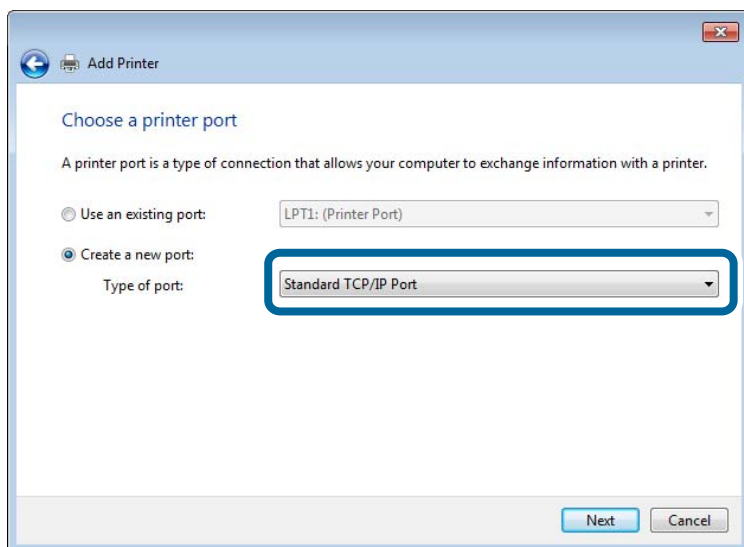 Add Printer
Choose a printer port
A printer port is a type of connection that allows your computer to exchange information with a printer.
Use an existing port: LPT1: (Printer Port)
Create a new port:
Type of port: Standard TCP/IP Port
Next Cancel